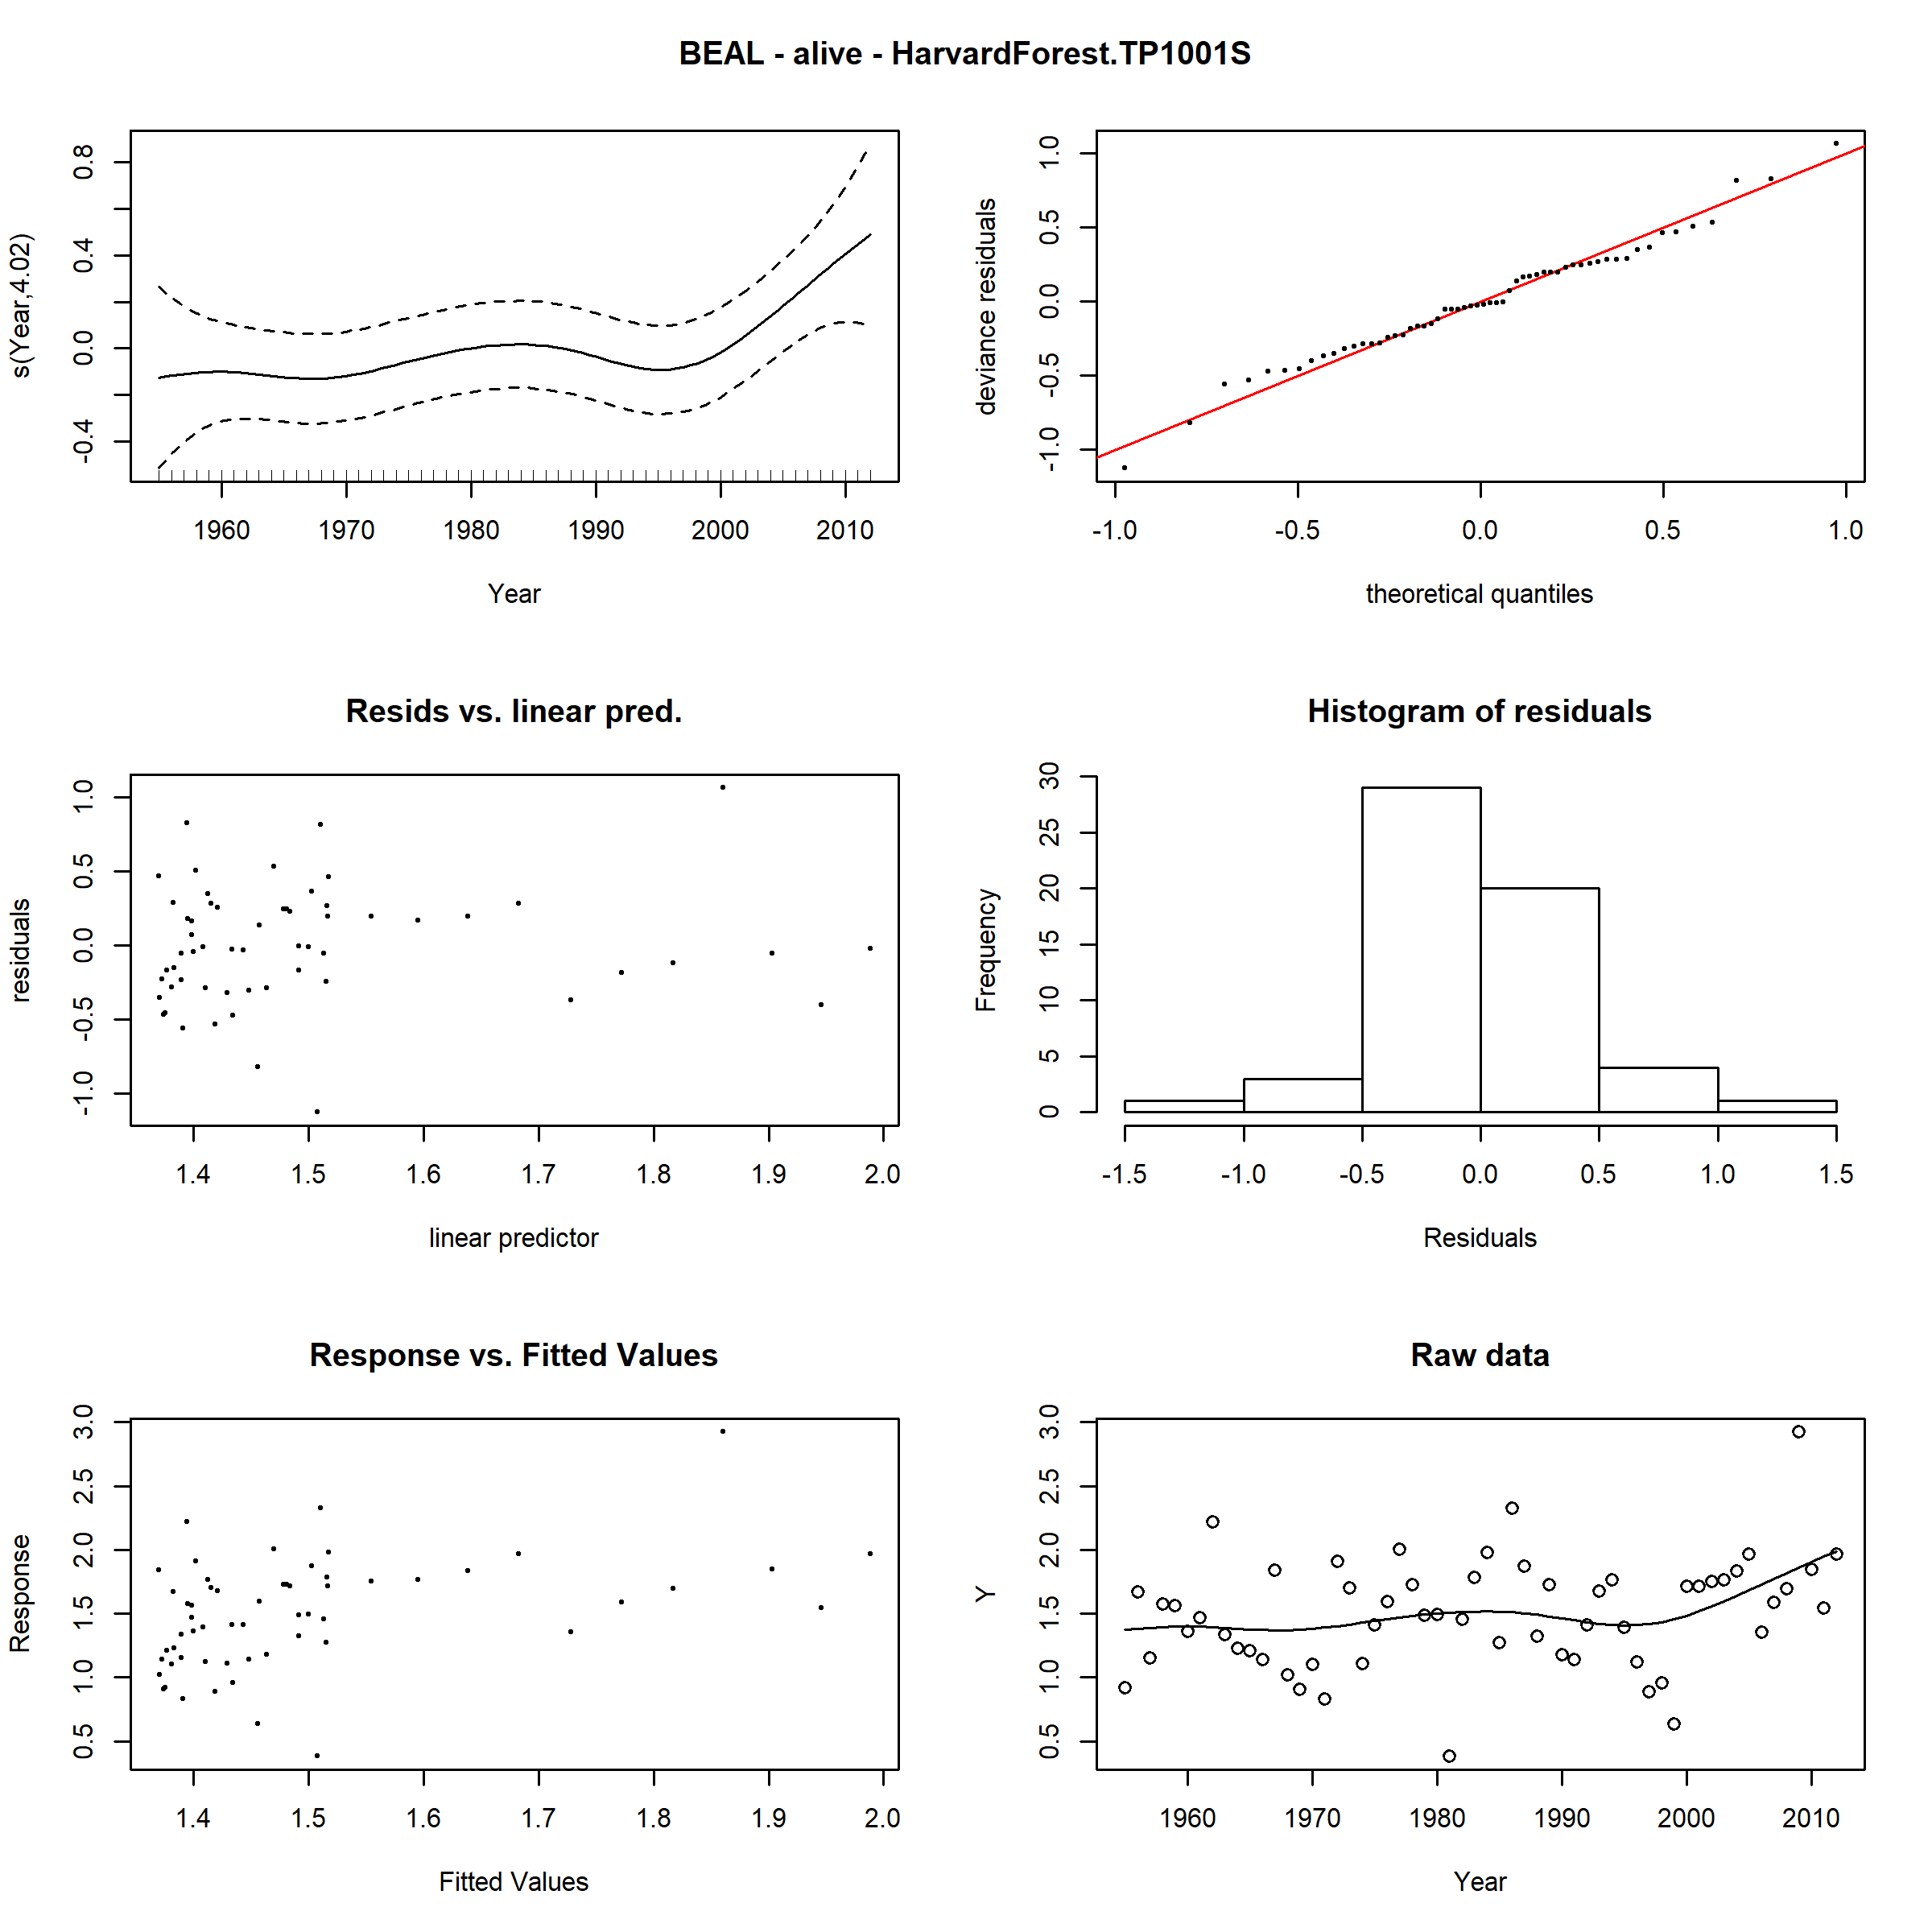 BEAL - alive - HarvardForest.TP1001S
s(Year,4.02)
0.8
0.4
0.0
-0.4
1960 1970 1980 1990 2000 2010
Year
deviance residuals
1.0
0.5
0.0
-0.5
-1.0
-1.0 -0.5 0.0 0.5 1.0
theoretical quantiles
Resids vs. linear pred.
residuals
1.0
0.5
0.0
-0.5
-1.0
1.4 1.5 1.6 1.7 1.8 1.9 2.0
linear predictor
Histogram of residuals
Frequency
30
25
20
15
10
5
0
-1.5 -1.0 -0.5 0.0 0.5 1.0 1.5
Residuals
Response vs. Fitted Values
Response
3.0
2.5
2.0
1.5
1.0
0.5
1.4 1.5 1.6 1.7 1.8 1.9 2.0
Fitted Values
Raw data
Y
3.0
2.5
2.0
1.5
1.0
0.5
1960 1970 1980 1990 2000 2010
Year